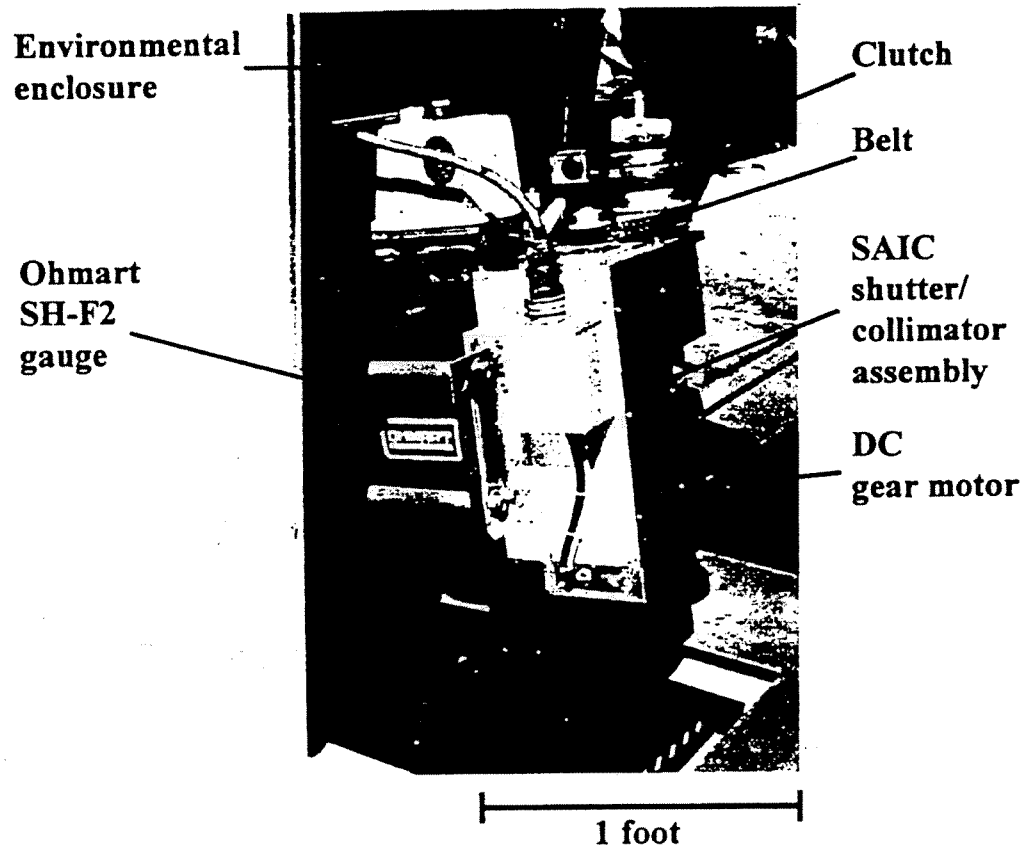 Environmental
enclosure
Clutch
Belt
Ohmart
SH-F2
gauge
SAIC
shutter/
collimator
assembly
OHMART
DC
gear motor
1 foot